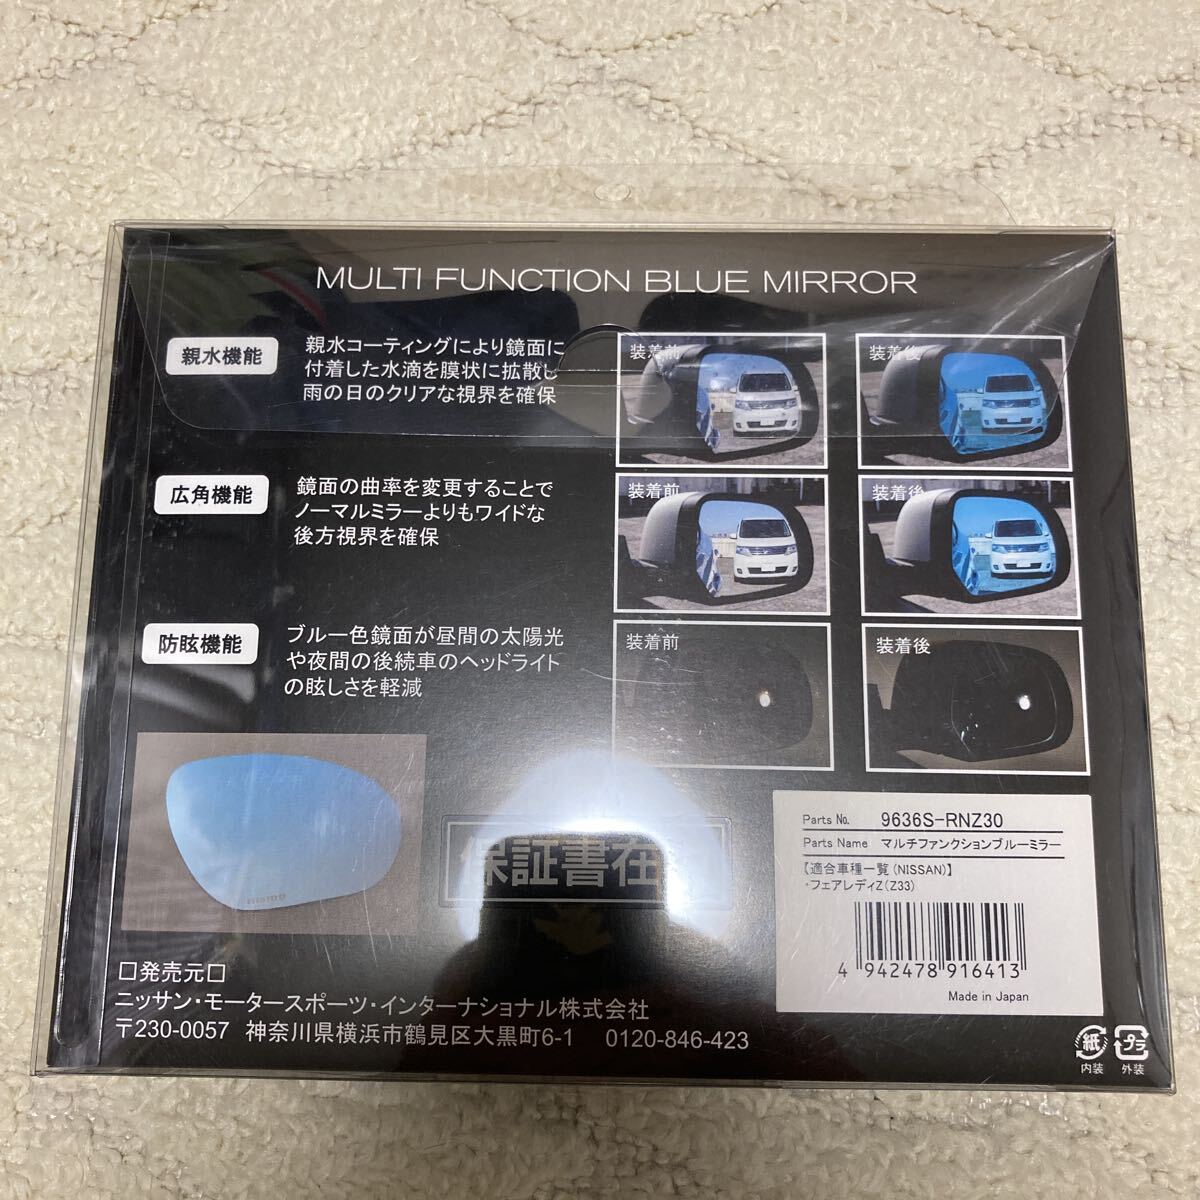 MULTI FUNCTION BLUE MIRROR
親水機能
親水コーティングにより鏡面に
付着した水滴を膜状に拡散し
雨の日のクリアな視界を確保
装着前
装着後
広角機能
鏡面の曲率を変更することで
ノーマルミラーよりもワイドな
後方視界を確保
装着前
装着後
防眩機能
ブルー色鏡面が昼間の太陽光
や夜間の後続車のヘッドライト
の眩しさを軽減
装着前
装着後
nismo
保証書在
Parts No. 9636S-RNZ30
Parts Name マルチファンクションブルーミラー
【適合車種一覧(NISSAN)】
・フェアレディZ(Z33)
4 942478 916413
Made in Japan
□発売元□
ニッサン・モータースポーツ・インターナショナル株式会社
〒230-0057 神奈川県横浜市鶴見区大黒町6-1 0120-846-423
紙 プラ
内装 外装